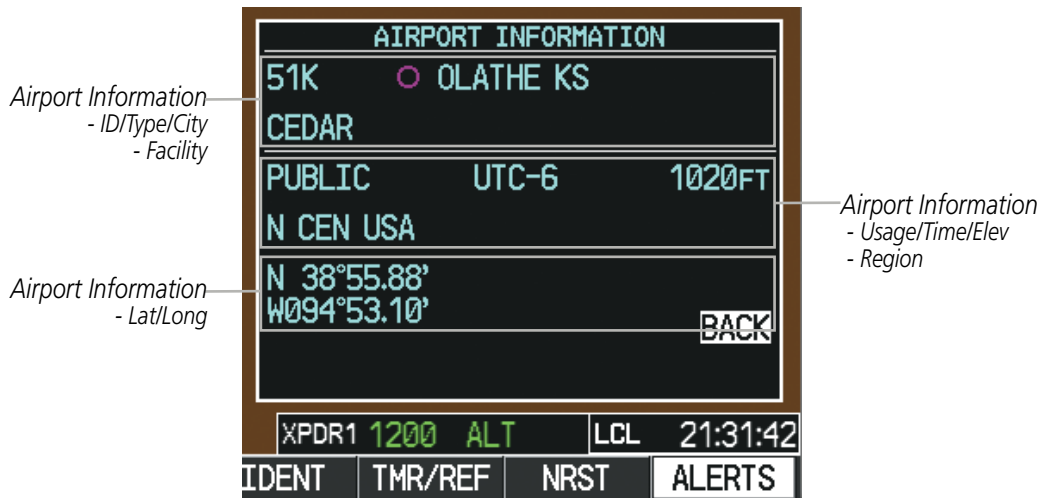 AIRPORT INFORMATION
51K OLATHE KS
CEDAR
Airport Information
- ID/Type/City
- Facility
PUBLIC UTC-6 1020FT
N CEN USA
Airport Information
- Usage/Time/Elev
- Region
N 38°55.88’
W094°53.10’
Airport Information
- Lat/Long
BACK
XPDR1 1200 ALT LCL 21:31:42
IDENT TMR/REF NRST ALERTS